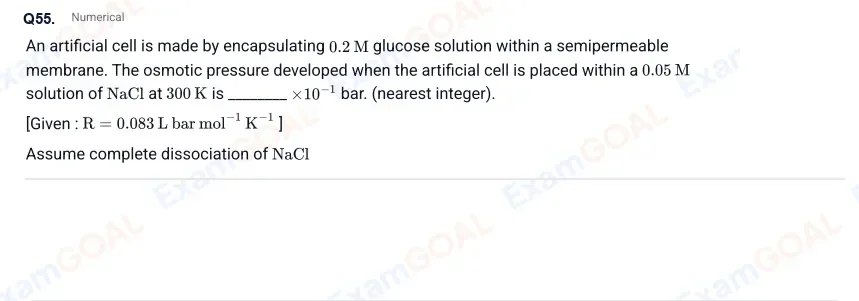 Q55. Numerical
An artificial cell is made by encapsulating 0.2 M glucose solution within a semipermeable
membrane. The osmotic pressure developed when the artificial cell is placed within a 0.05 M
solution of NaCl at 300 K is ________ ×10⁻¹ bar. (nearest integer).
[Given : R = 0.083 L bar mol⁻¹ K⁻¹ ]
Assume complete dissociation of NaCl
ExamGOAL
ExamGOAL